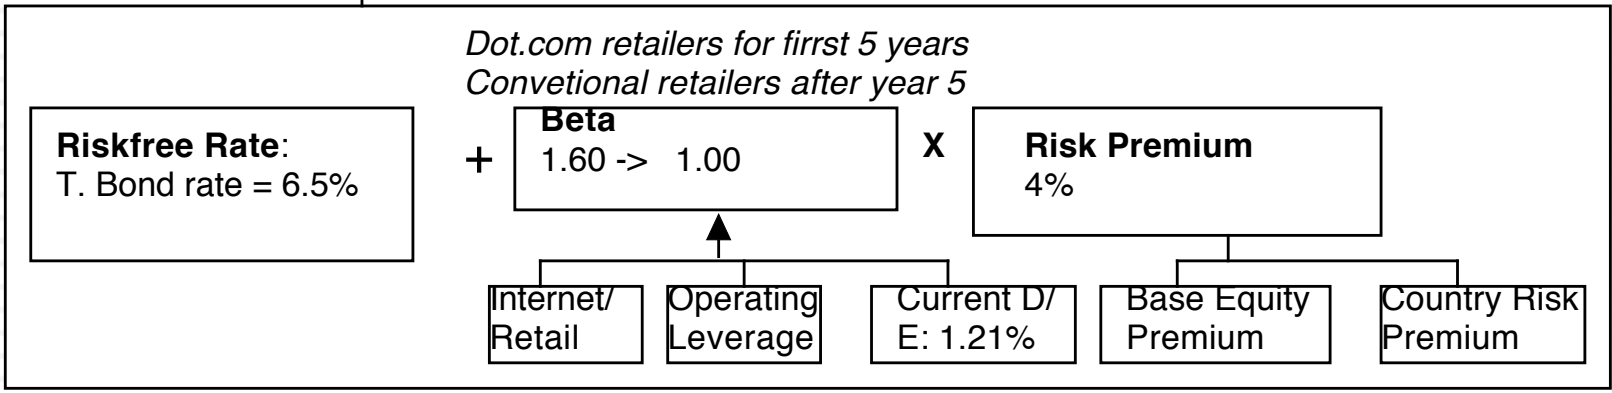 Dot.com retailers for firrst 5 years
Convetional retailers after year 5
Riskfree Rate:
T. Bond rate = 6.5%
+
Beta
1.60 -> 1.00
X
Risk Premium
4%
Internet/
Retail
Operating
Leverage
Current D/
E: 1.21%
Base Equity
Premium
Country Risk
Premium